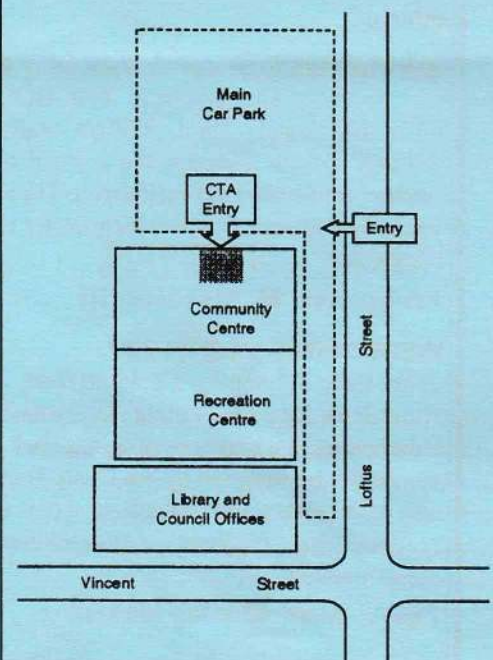 Main
Car Park
CTA
Entry
Entry
Community
Centre
Street
Recreation
Centre
Loftus
Library and
Council Offices
Vincent Street